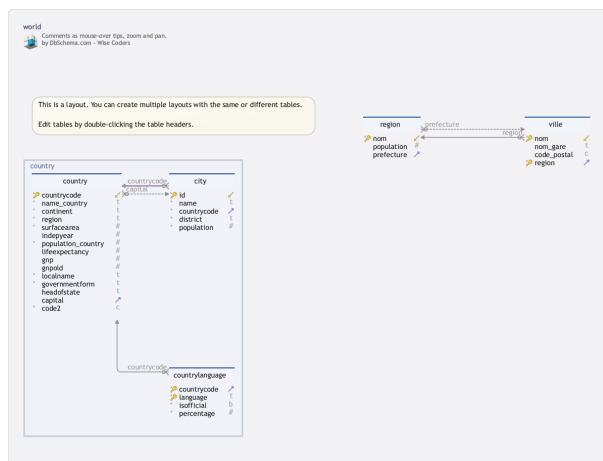 world
Comments as mouse-over tips, zoom and pan.
by DbSchema.com - Wise Coders
This is a layout. You can create multiple layouts with the same or different tables.
Edit tables by double-clicking the table headers.
region
prefecture
ville
region
nom
population #
prefecture
nom
nom_gare t
code_postal c
region
country
country
countrycode
city
capital
countrycode
* name_country t
* continent t
* region t
* surfacearea #
indepyear #
* population_country #
lifeexpectancy #
gnp #
gnpold #
* localname t
* governmentform t
headofstate t
capital
* code2 c
id
* name t
* countrycode
* district t
* population #
countrycode
countrylanguage
countrycode
language t
* isofficial b
* percentage #